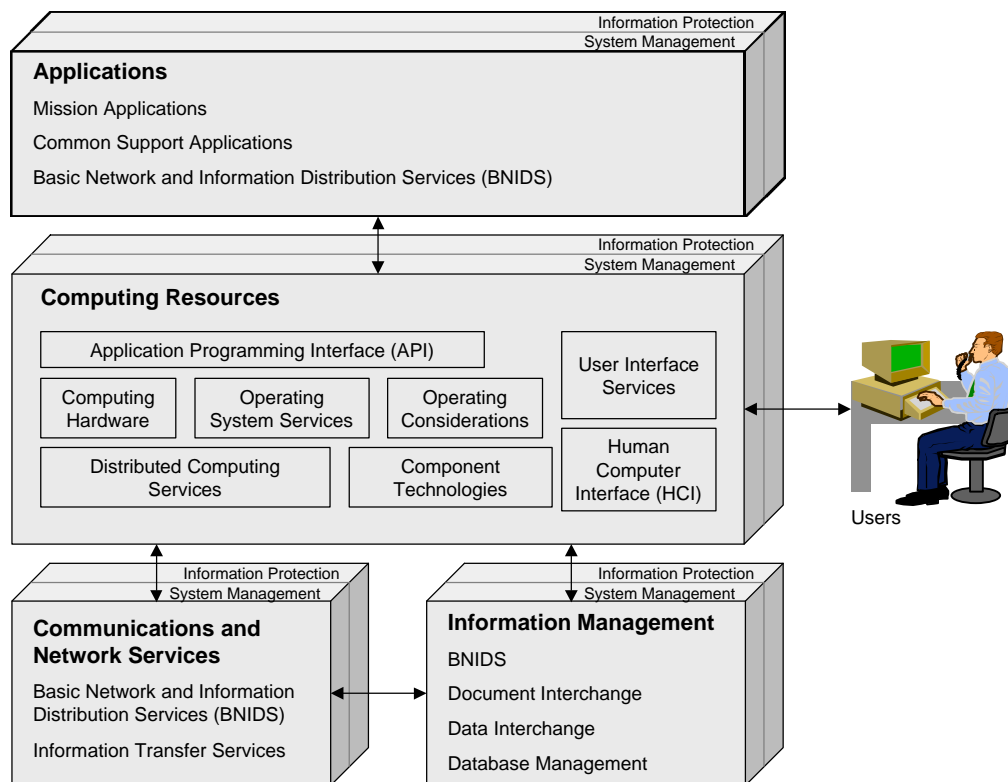 Information Protection
System Management
Applications
Mission Applications
Common Support Applications
Basic Network and Information Distribution Services (BNIDS)
Information Protection
System Management
Computing Resources
Application Programming Interface (API)
User Interface
Services
Computing
Hardware
Operating
System Services
Operating
Considerations
Distributed Computing
Services
Component
Technologies
Human
Computer
Interface (HCI)
Users
Information Protection
System Management
Communications and
Network Services
Basic Network and Information
Distribution Services (BNIDS)
Information Transfer Services
Information Protection
System Management
Information Management
BNIDS
Document Interchange
Data Interchange
Database Management